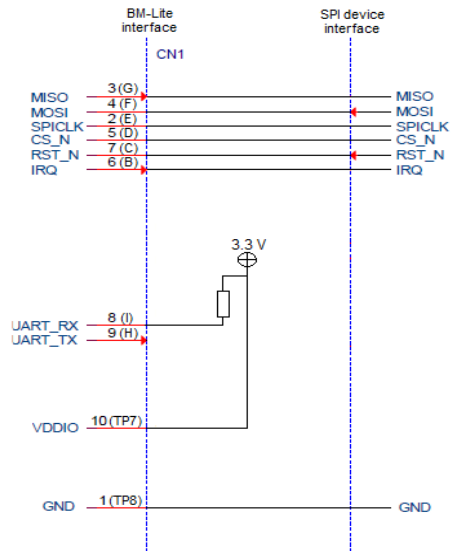 BM-Lite
interface
SPI device
interface
CN1
MISO 3 (G) MISO
MOSI 4 (F) MOSI
SPICLK 2 (E) SPICLK
CS_N 5 (D) CS_N
RST_N 7 (C) RST_N
IRQ 6 (B) IRQ
3.3 V
UART_RX 8 (I)
UART_TX 9 (H)
VDDIO 10 (TP7)
GND 1 (TP8) GND